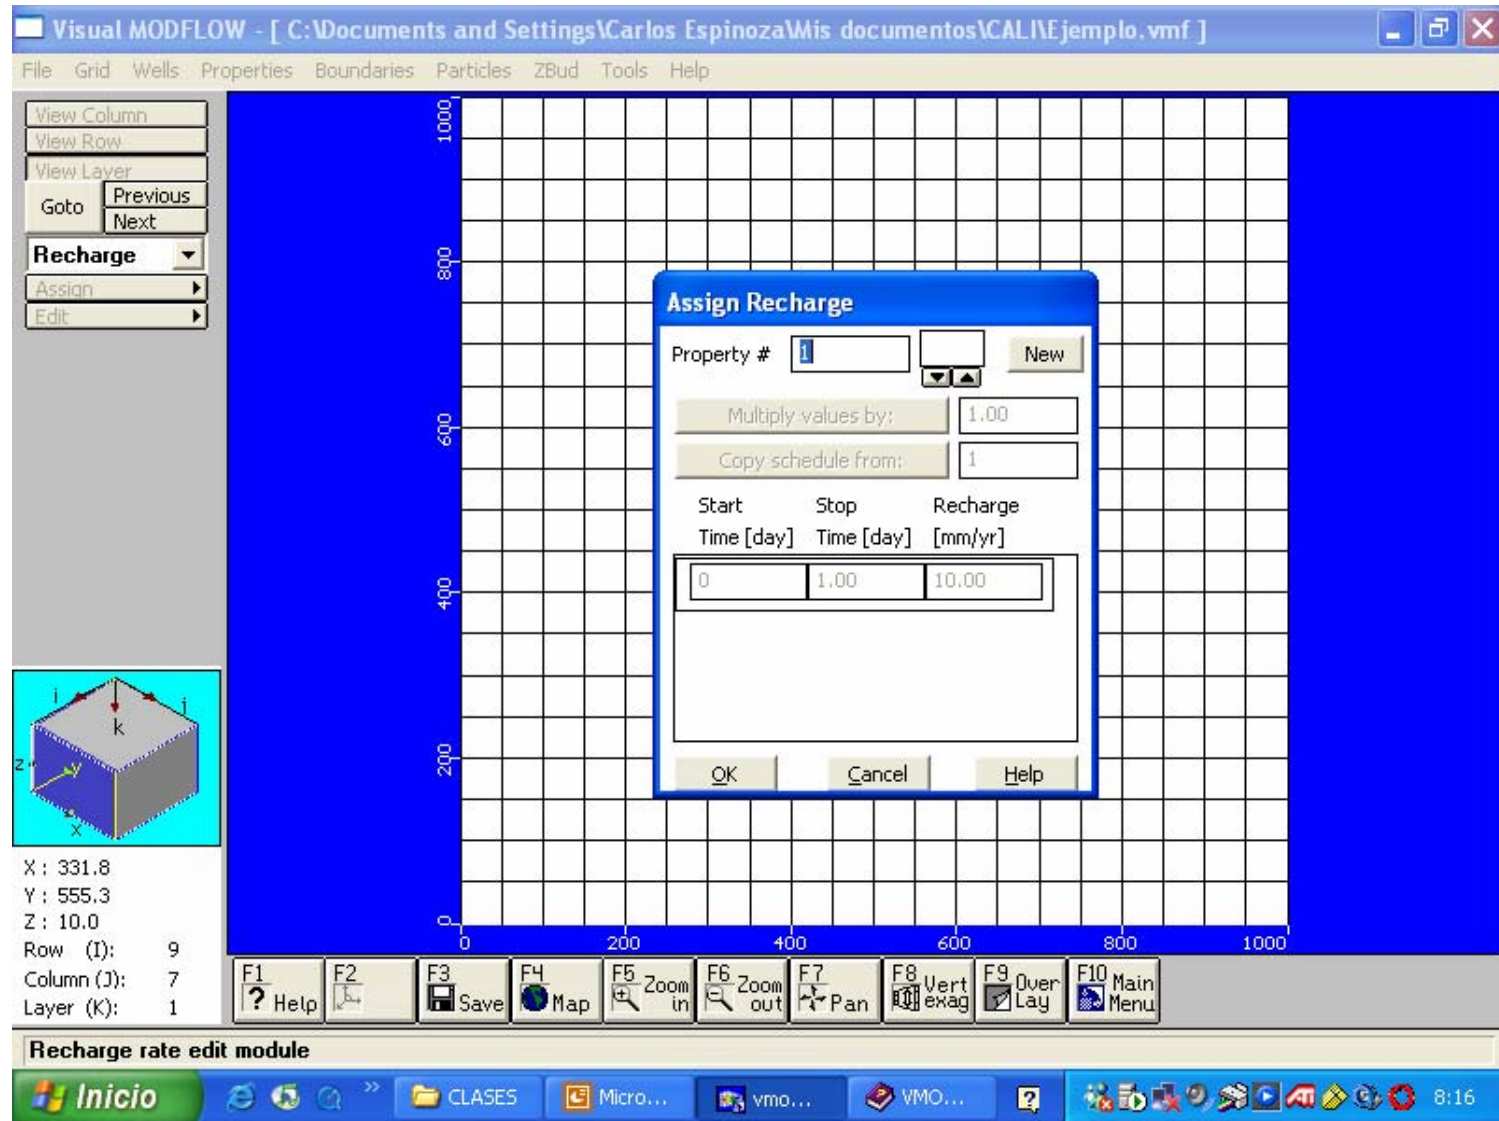 Visual MODFLOW - [ C:\Documents and Settings\Carlos Espinoza\Mis documentos\CALI\Ejemplo.vmf ]
File Grid Wells Properties Boundaries Particles ZBud Tools Help
View Column
View Row
View Layer
Goto
Previous
Next
Recharge
Assign
Edit
1000
800
600
400
200
0
0 200 400 600 800 1000
Assign Recharge
Property # 1 New
Multiply values by: 1.00
Copy schedule from: 1
Start Stop Recharge
Time [day] Time [day] [mm/yr]
0 1.00 10.00
OK Cancel Help
i j
k
z y
x
X : 331.8
Y : 555.3
Z : 10.0
Row (I): 9
Column (J): 7
Layer (K): 1
F1 ? Help
F2
F3 Save
F4 Map
F5 Zoom in
F6 Zoom out
F7 Pan
F8 Vert exag
F9 Over Lay
F10 Main Menu
Recharge rate edit module
Inicio » CLASES Micro... vmo... VMO... ? ATI 8:16